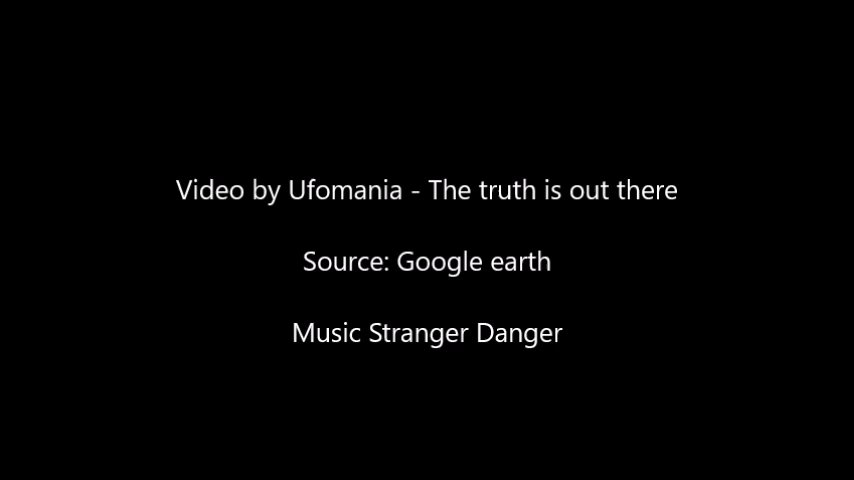 Video by Ufomania - The truth is out there
Source: Google earth
Music Stranger Danger